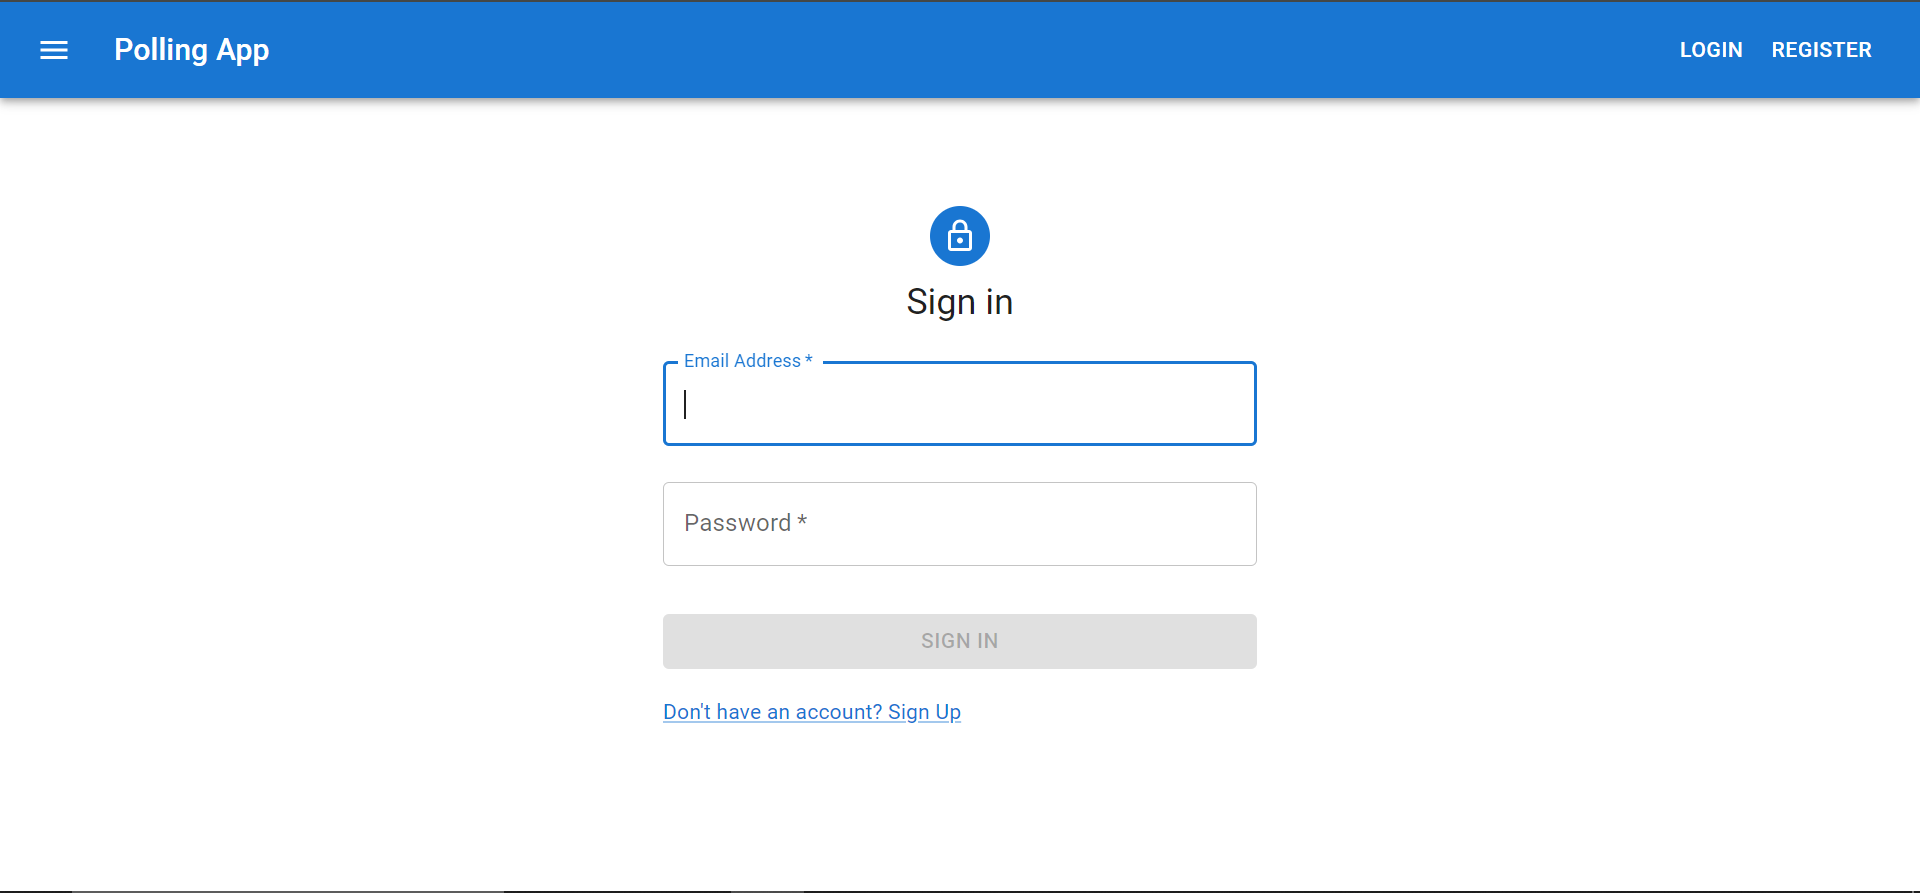 Polling App
LOGIN REGISTER
Sign in
Email Address *
Password *
SIGN IN
Don't have an account? Sign Up